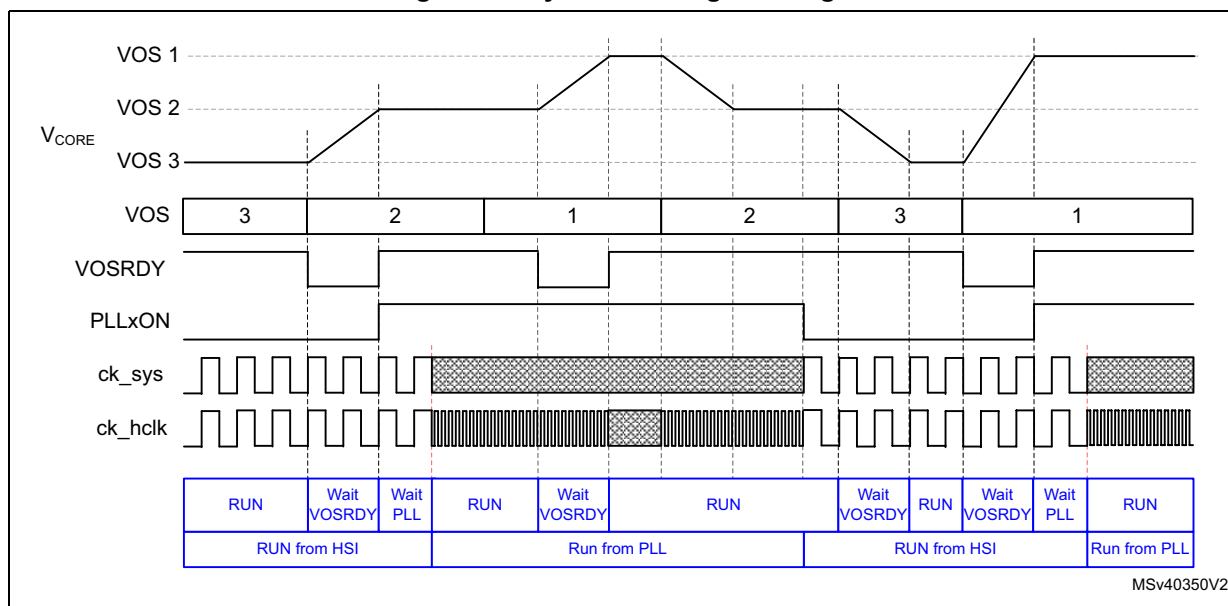 VOS 1
VOS 2
V_CORE
VOS 3
VOS 3 2 1 2 3 1
VOSRDY
PLLxON
ck_sys
ck_hclk
RUN Wait VOSRDY Wait PLL RUN Wait VOSRDY RUN Wait VOSRDY RUN Wait VOSRDY Wait PLL RUN
RUN from HSI Run from PLL RUN from HSI Run from PLL
MSv40350V2